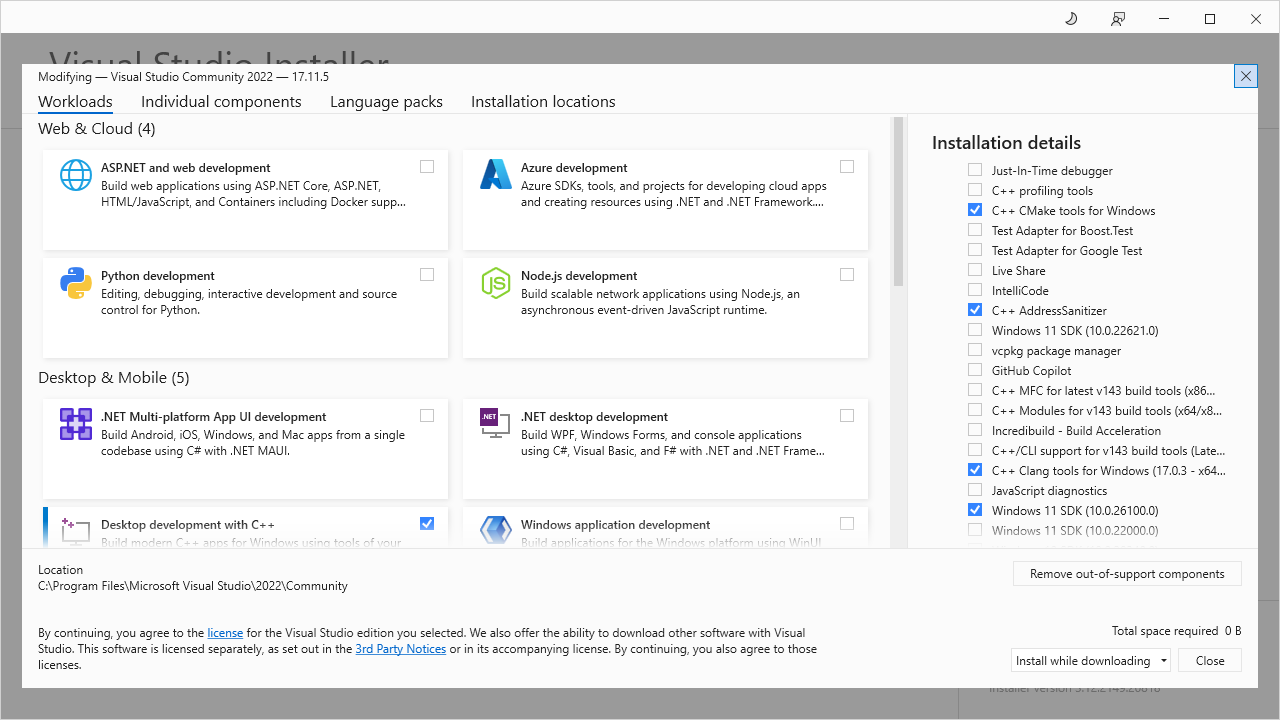 Visual Studio Installer
Modifying — Visual Studio Community 2022 — 17.11.5
Workloads
Individual components
Language packs
Installation locations
Web & Cloud (4)
ASP.NET and web development
Build web applications using ASP.NET Core, ASP.NET,
HTML/JavaScript, and Containers including Docker supp...
Azure development
Azure SDKs, tools, and projects for developing cloud apps
and creating resources using .NET and .NET Framework....
Python development
Editing, debugging, interactive development and source
control for Python.
Node.js development
Build scalable network applications using Node.js, an
asynchronous event-driven JavaScript runtime.
Desktop & Mobile (5)
.NET Multi-platform App UI development
Build Android, iOS, Windows, and Mac apps from a single
codebase using C# with .NET MAUI.
.NET
.NET desktop development
Build WPF, Windows Forms, and console applications
using C#, Visual Basic, and F# with .NET and .NET Frame...
Desktop development with C++
Build modern C++ apps for Windows using tools of your
Windows application development
Build applications for the Windows platform using WinUI
Installation details
Just-In-Time debugger
C++ profiling tools
C++ CMake tools for Windows
Test Adapter for Boost.Test
Test Adapter for Google Test
Live Share
IntelliCode
C++ AddressSanitizer
Windows 11 SDK (10.0.22621.0)
vcpkg package manager
GitHub Copilot
C++ MFC for latest v143 build tools (x86...
C++ Modules for v143 build tools (x64/x8...
Incredibuild - Build Acceleration
C++/CLI support for v143 build tools (Late...
C++ Clang tools for Windows (17.0.3 - x64...
JavaScript diagnostics
Windows 11 SDK (10.0.26100.0)
Windows 11 SDK (10.0.22000.0)
Location
C:\Program Files\Microsoft Visual Studio\2022\Community
Remove out-of-support components
By continuing, you agree to the license for the Visual Studio edition you selected. We also offer the ability to download other software with Visual
Studio. This software is licensed separately, as set out in the 3rd Party Notices or in its accompanying license. By continuing, you also agree to those
licenses.
Total space required 0 B
Install while downloading
Close
Installer version 3.12.2149.20818